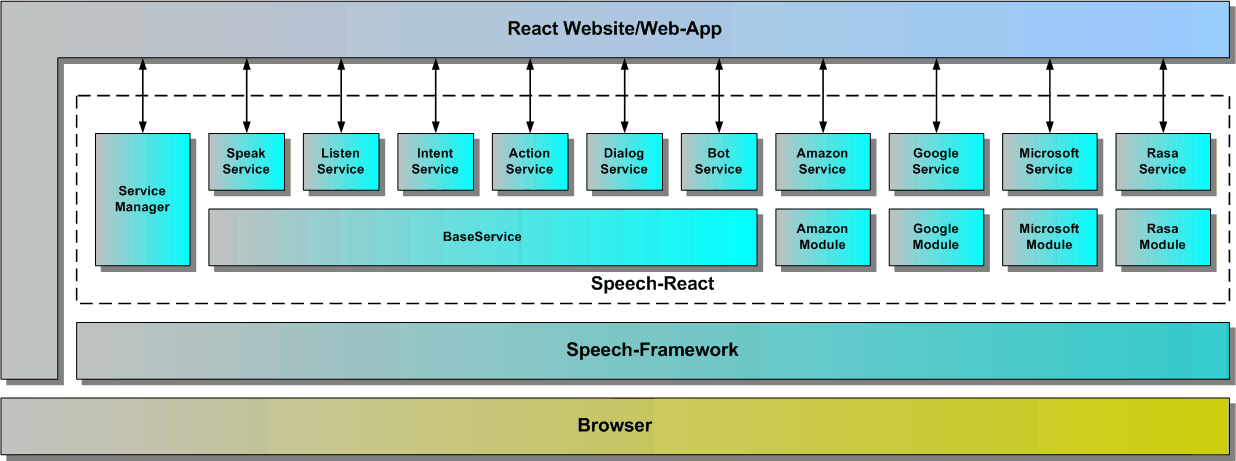 React Website/Web-App
Service
Manager
Speak
Service
Listen
Service
Intent
Service
Action
Service
Dialog
Service
Bot
Service
Amazon
Service
Google
Service
Microsoft
Service
Rasa
Service
BaseService
Amazon
Module
Google
Module
Microsoft
Module
Rasa
Module
Speech-React
Speech-Framework
Browser